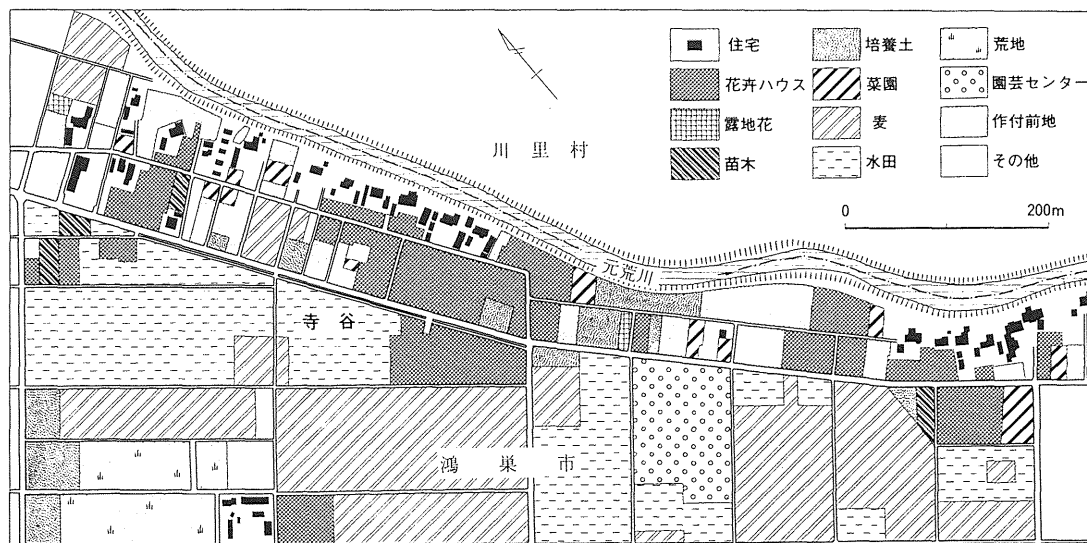 住宅
培養土
荒地
花卉ハウス
菜園
園芸センター
露地花
麦
作付前地
苗木
水田
その他
0
200m
川里村
元荒川
寺谷
鴻巣市